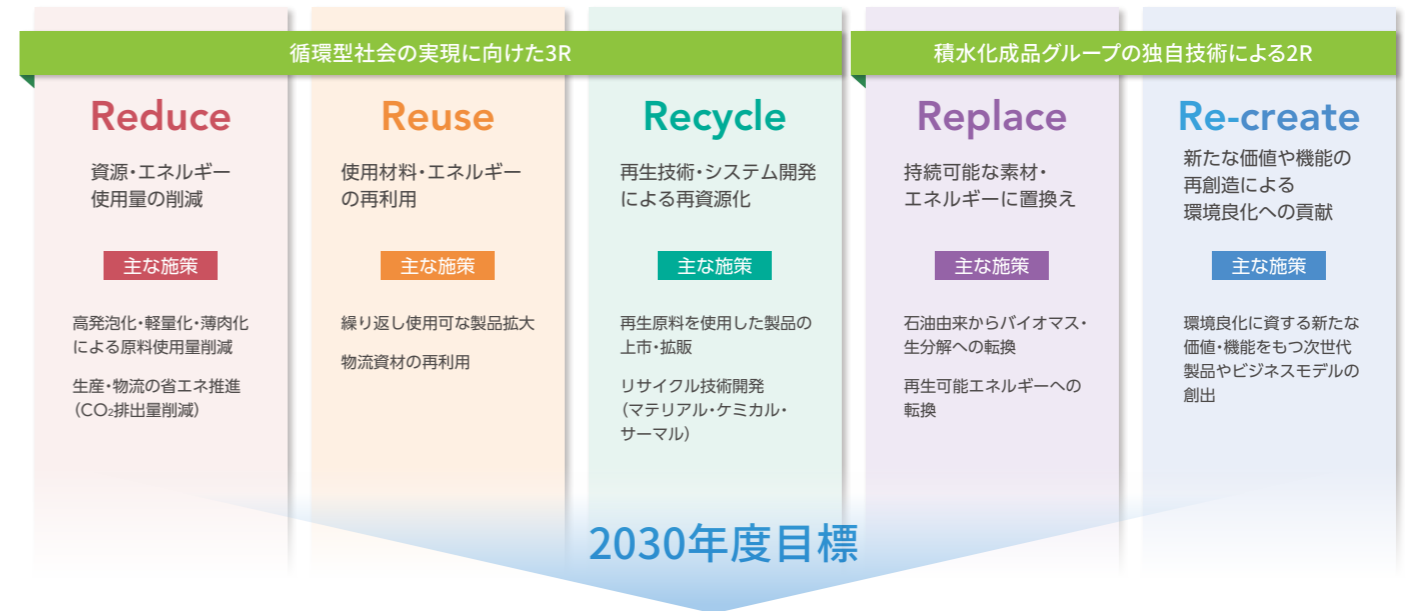 循環型社会の実現に向けた3R
積水化成品グループの独自技術による2R
Reduce
資源・エネルギー
使用量の削減
主な施策
高発泡化・軽量化・薄肉化
による原料使用量削減
生産・物流の省エネ推進
（CO₂排出量削減）
Reuse
使用材料・エネルギー
の再利用
主な施策
繰り返し使用可な製品拡大
物流資材の再利用
Recycle
再生技術・システム開発
による再資源化
主な施策
再生原料を使用した製品の
上市・拡販
リサイクル技術開発
（マテリアル・ケミカル・
サーマル）
Replace
持続可能な素材・
エネルギーに置換え
主な施策
石油由来からバイオマス・
生分解への転換
再生可能エネルギーへの
転換
Re-create
新たな価値や機能の
再創造による
環境良化への貢献
主な施策
環境良化に資する新たな
価値・機能をもつ次世代
製品やビジネスモデルの
創出
2030年度目標